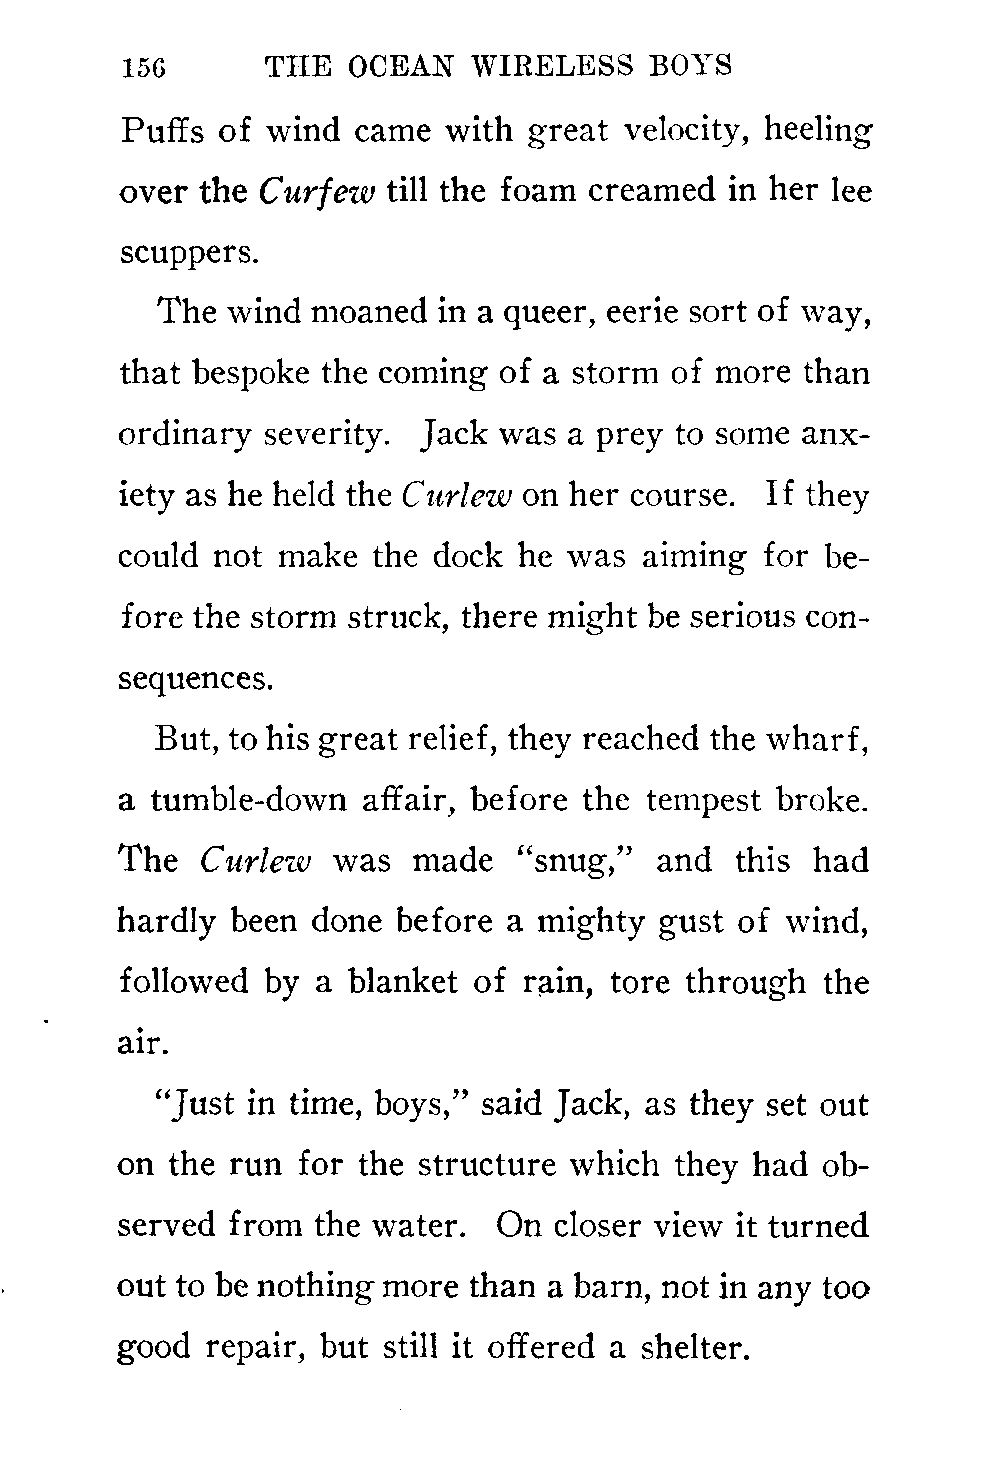 156 THE OCEAN WIRELESS BOYS
Puffs of wind came with great velocity, heeling
over the Curfew till the foam creamed in her lee
scuppers.
The wind moaned in a queer, eerie sort of way,
that bespoke the coming of a storm of more than
ordinary severity. Jack was a prey to some anx-
iety as he held the Curlew on her course. If they
could not make the dock he was aiming for be-
fore the storm struck, there might be serious con-
sequences.
But, to his great relief, they reached the wharf,
a tumble-down affair, before the tempest broke.
The Curlew was made “snug,” and this had
hardly been done before a mighty gust of wind,
followed by a blanket of rain, tore through the
air.
“Just in time, boys,” said Jack, as they set out
on the run for the structure which they had ob-
served from the water. On closer view it turned
out to be nothing more than a barn, not in any too
good repair, but still it offered a shelter.